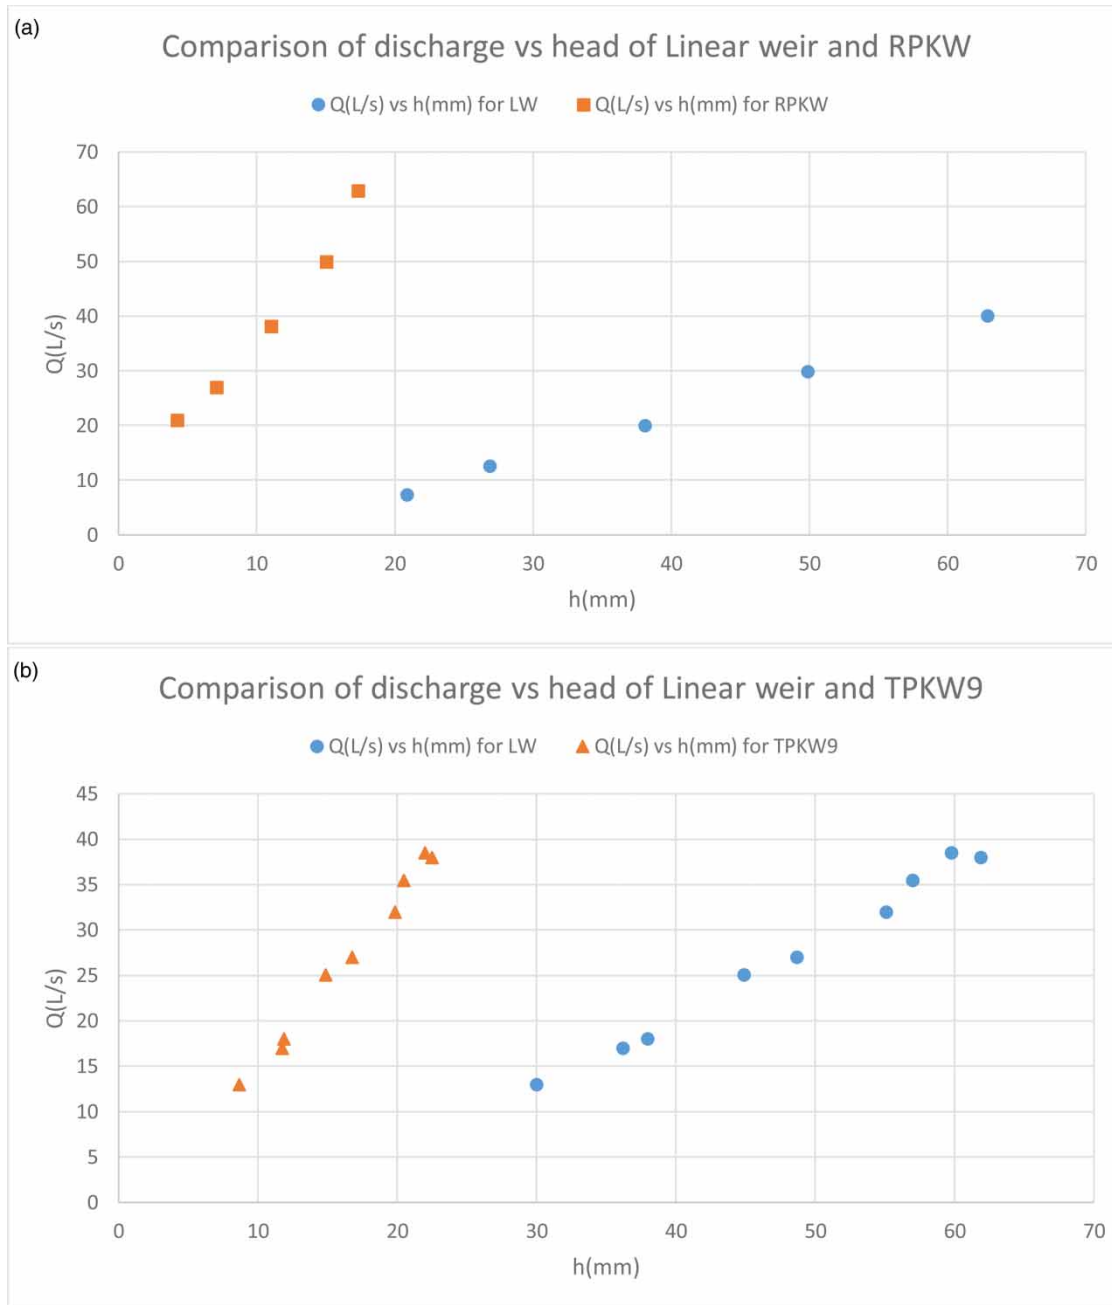 (a)
Comparison of discharge vs head of Linear weir and RPKW
Q(L/s) vs h(mm) for LW Q(L/s) vs h(mm) for RPKW
70
60
50
40
30
20
10
0
Q(L/s)
0 10 20 30 40 50 60 70
h(mm)
(b)
Comparison of discharge vs head of Linear weir and TPKW9
Q(L/s) vs h(mm) for LW Q(L/s) vs h(mm) for TPKW9
45
40
35
30
25
20
15
10
5
0
Q(L/s)
0 10 20 30 40 50 60 70
h(mm)